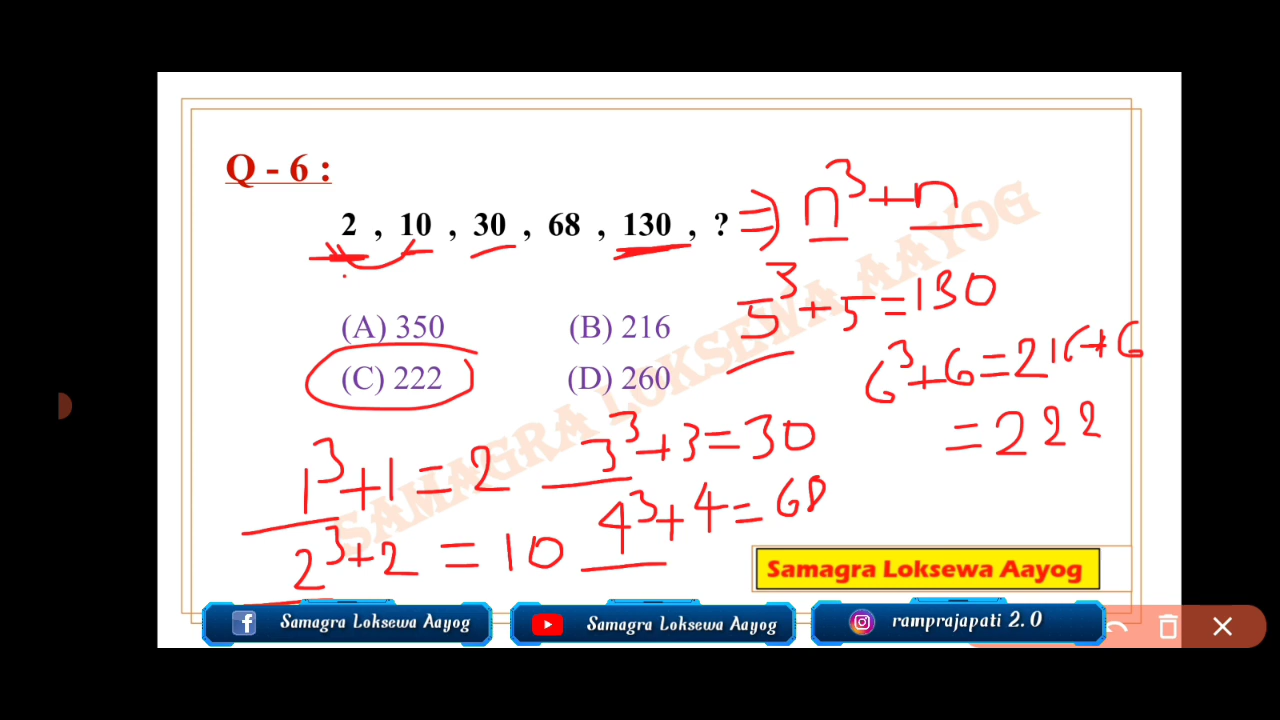 Q - 6 :
2 , 10 , 30 , 68 , 130 , ? ⇒ n³+n
5³+5=130
(A) 350 (B) 216
6³+6=216+6
(C) 222 (D) 260
=222
1³+1=2 3³+3=30
2³+2=10 4³+4=68
SAMAGRA LOKSEWA AAYOG
Samagra Loksewa Aayog
Samagra Loksewa Aayog Samagra Loksewa Aayog ramprajapati 2.0